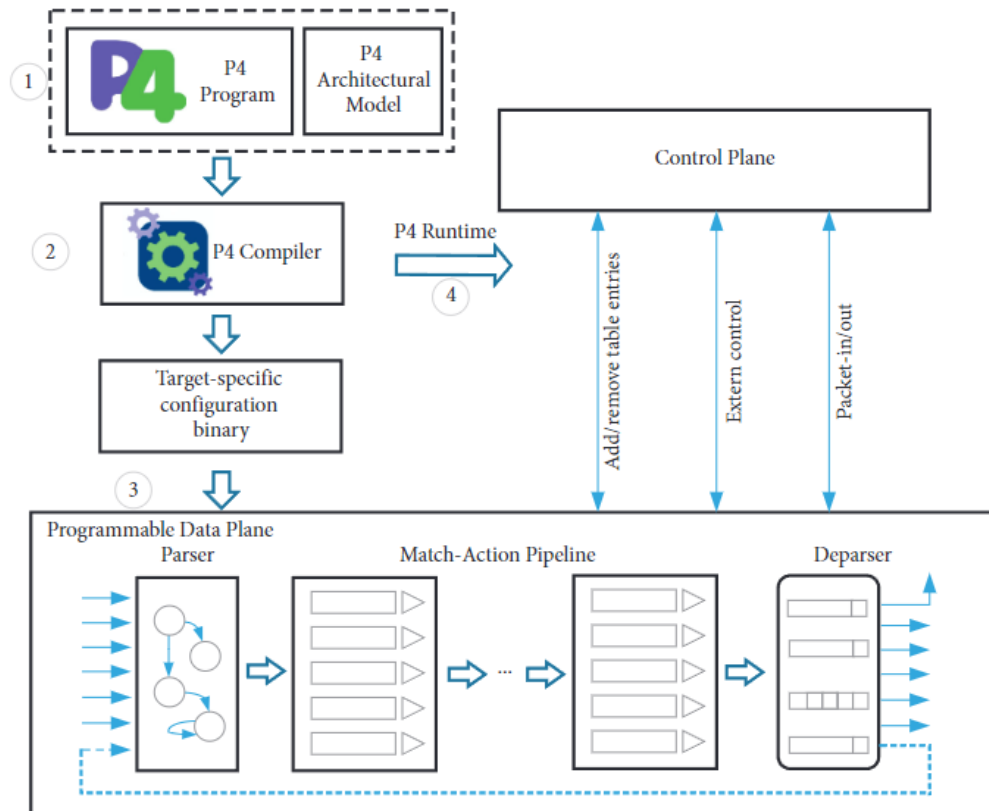 1
P4
P4
Program
P4
Architectural
Model
2
P4 Compiler
P4 Runtime
4
Control Plane
Target-specific
configuration
binary
Add/remove table entries
Extern control
Packet-in/out
3
Programmable Data Plane
Parser
Match-Action Pipeline
Deparser
...